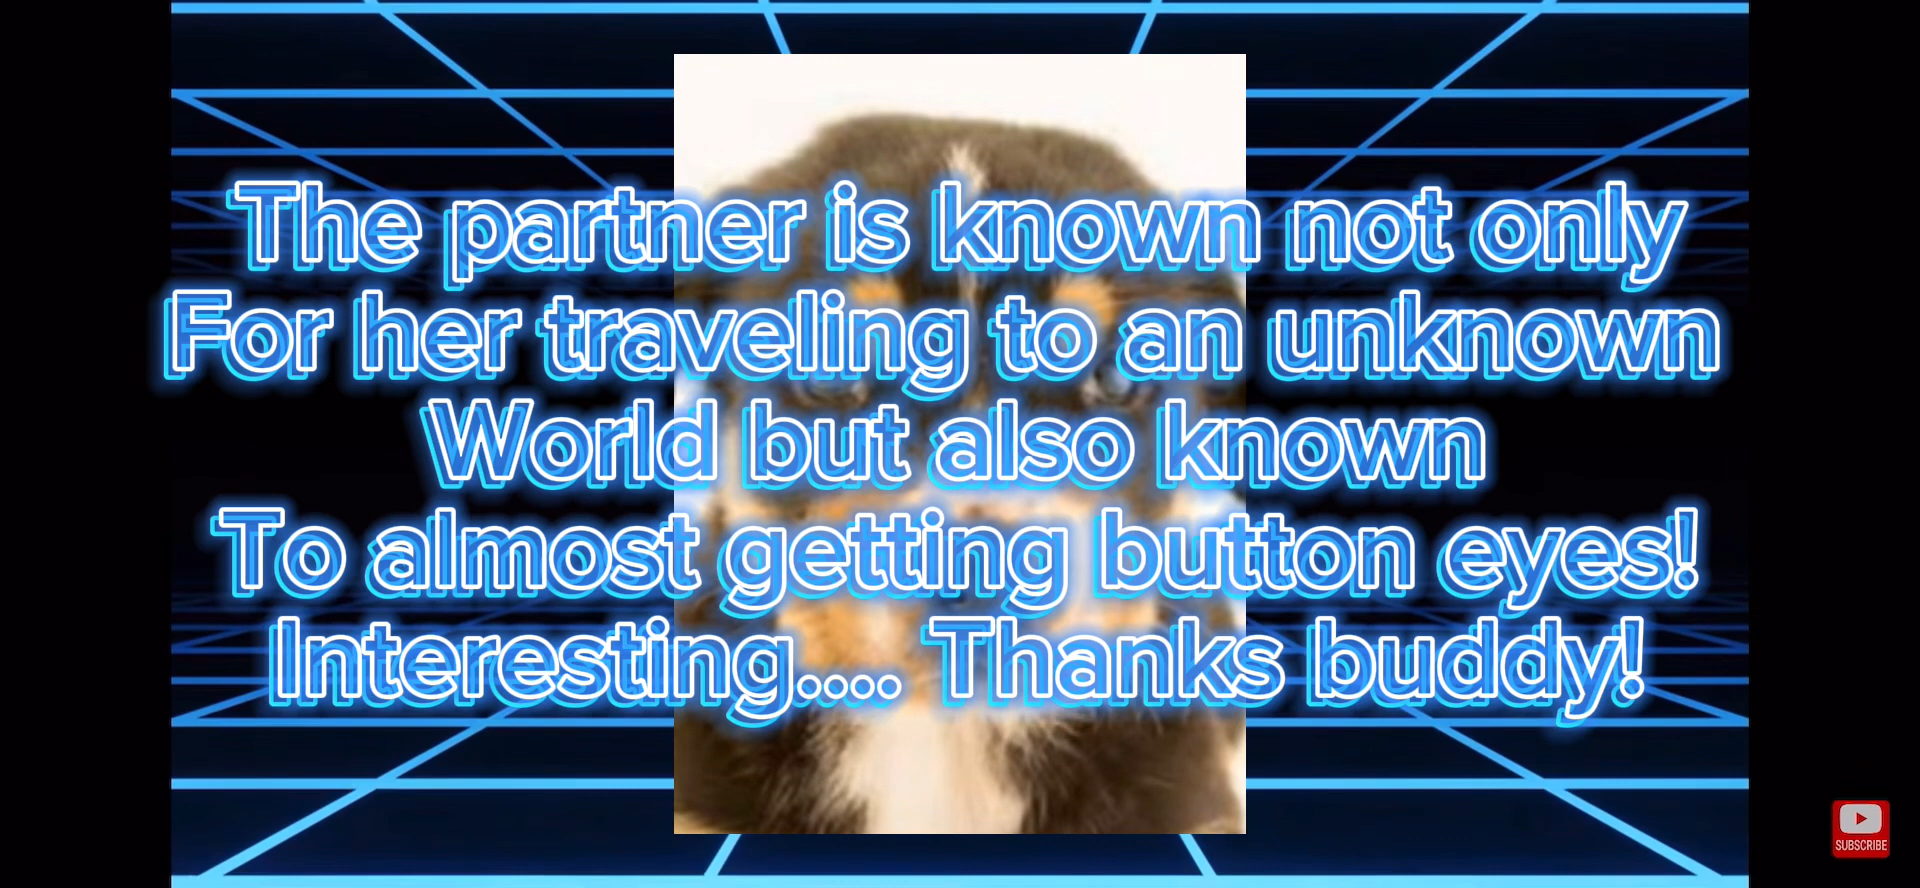 The partner is known not only
For her traveling to an unknown
World but also known
To almost getting button eyes!
Interesting.... Thanks buddy!
SUBSCRIBE